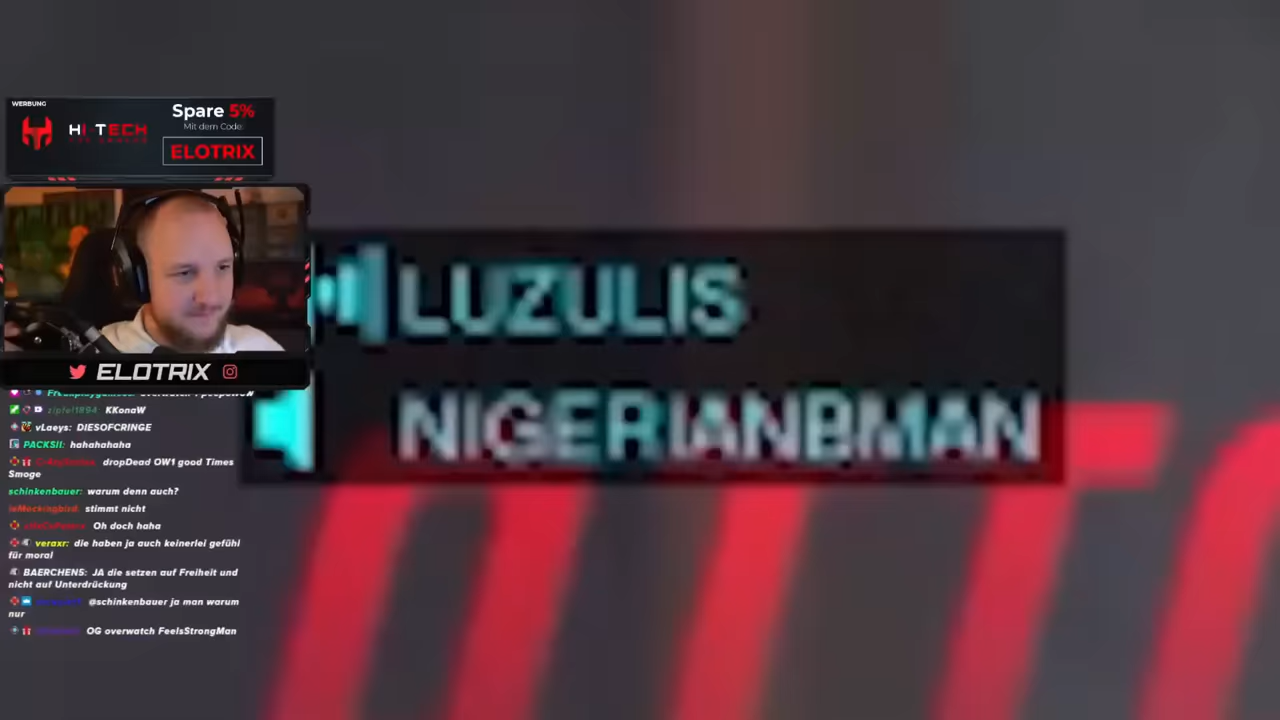 WERBUNG
Spare 5%
HI-TECH
Mit dem Code:
ELOTRIX
LUZULIS
ELOTRIX
NIGERIANBMAN
zipfel1894: KKonaW
vLaeys: DIESOFCRINGE
PACKSII: hahahahaha
dropDead OW1 good Times
Smoge
schinkenbauer: warum denn auch?
stimmt nicht
Oh doch haha
veraxr: die haben ja auch keinerlei gefühl
für moral
BAERCHENS: JA die setzen auf Freiheit und
nicht auf Unterdrückung
@schinkenbauer ja man warum
nur
OG overwatch FeelsStrongMan